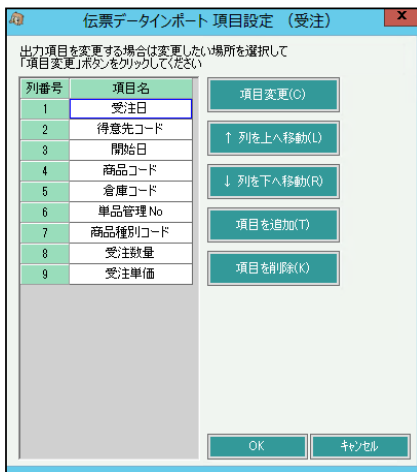 伝票データインポート 項目設定 （受注）
x
出力項目を変更する場合は変更したい場所を選択して
「項目変更」ボタンをクリックしてください
列番号 項目名
1 受注日
2 得意先コード
3 開始日
4 商品コード
5 倉庫コード
6 単品管理No
7 商品種別コード
8 受注数量
9 受注単価
項目変更(C)
↑ 列を上へ移動(L)
↓ 列を下へ移動(R)
項目を追加(T)
項目を削除(K)
OK キャンセル